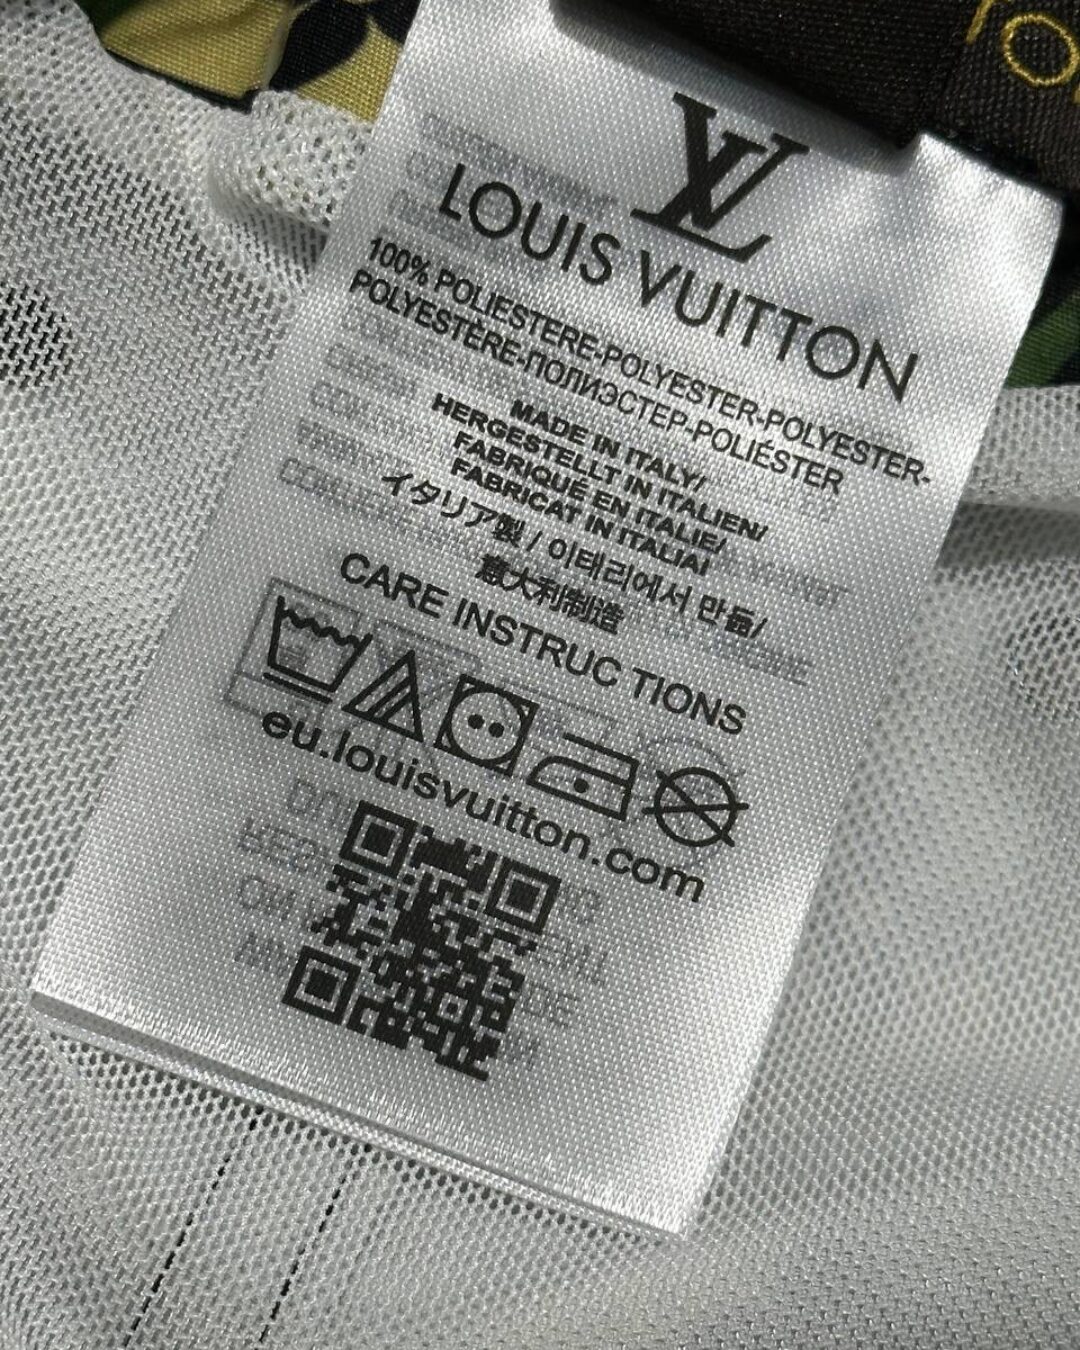 LV
LOUIS VUITTON
100% POLIESTERE-POLYESTER-POLYESTER-
POLYESTÈRE-ПОЛИЭСТЕР-POLIÉSTER
MADE IN ITALY/
HERGESTELLT IN ITALIEN/
FABRIQUÉ EN ITALIE/
FABRICAT IN ITALIA/
イタリア製 / 이태리에서 만듦/
意大利制造
CARE INSTRUC TIONS
eu.louisvuitton.com